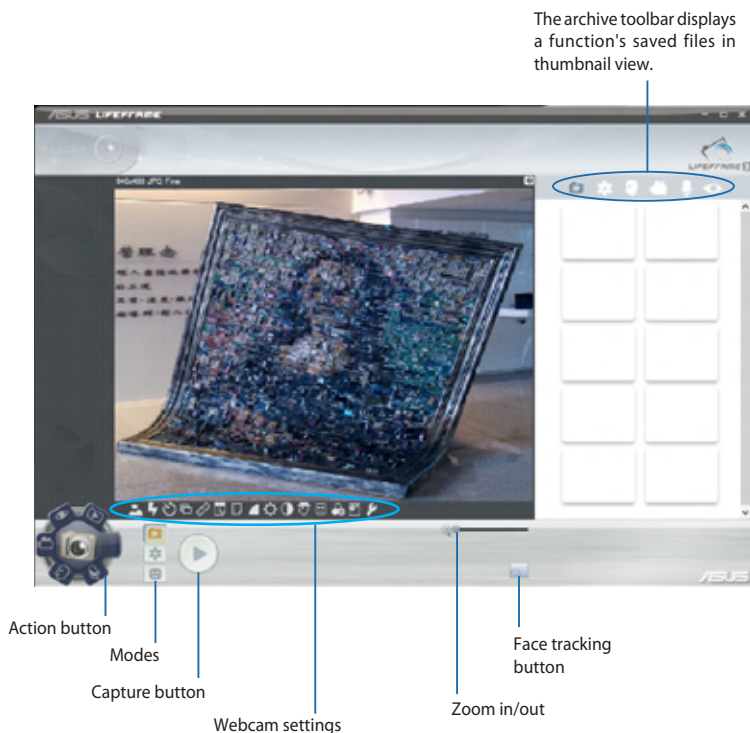 The archive toolbar displays
a function's saved files in
thumbnail view.
ASUS LIFEFRAME
LIFEFRAME3
640x480 JPG Fine
ASUS
Action button
Modes
Capture button
Webcam settings
Zoom in/out
Face tracking
button